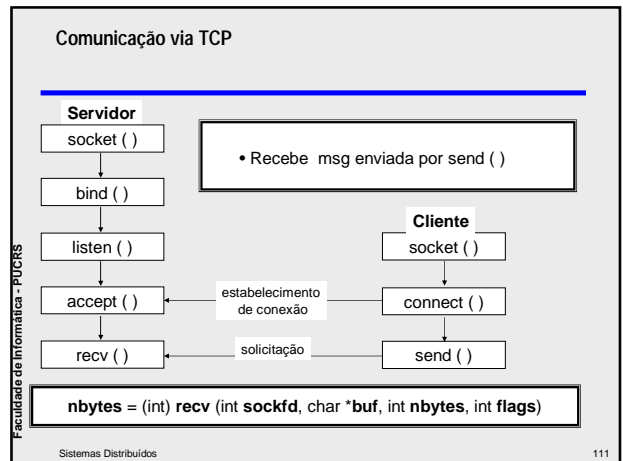 Comunicação via TCP
Servidor
socket ( )
• Recebe msg enviada por send ( )
bind ( )
Cliente
listen ( )
socket ( )
accept ( )
estabelecimento
de conexão
connect ( )
recv ( )
solicitação
send ( )
nbytes = (int) recv (int sockfd, char *buf, int nbytes, int flags)
Faculdade de Informática - PUCRS
Sistemas Distribuídos
111